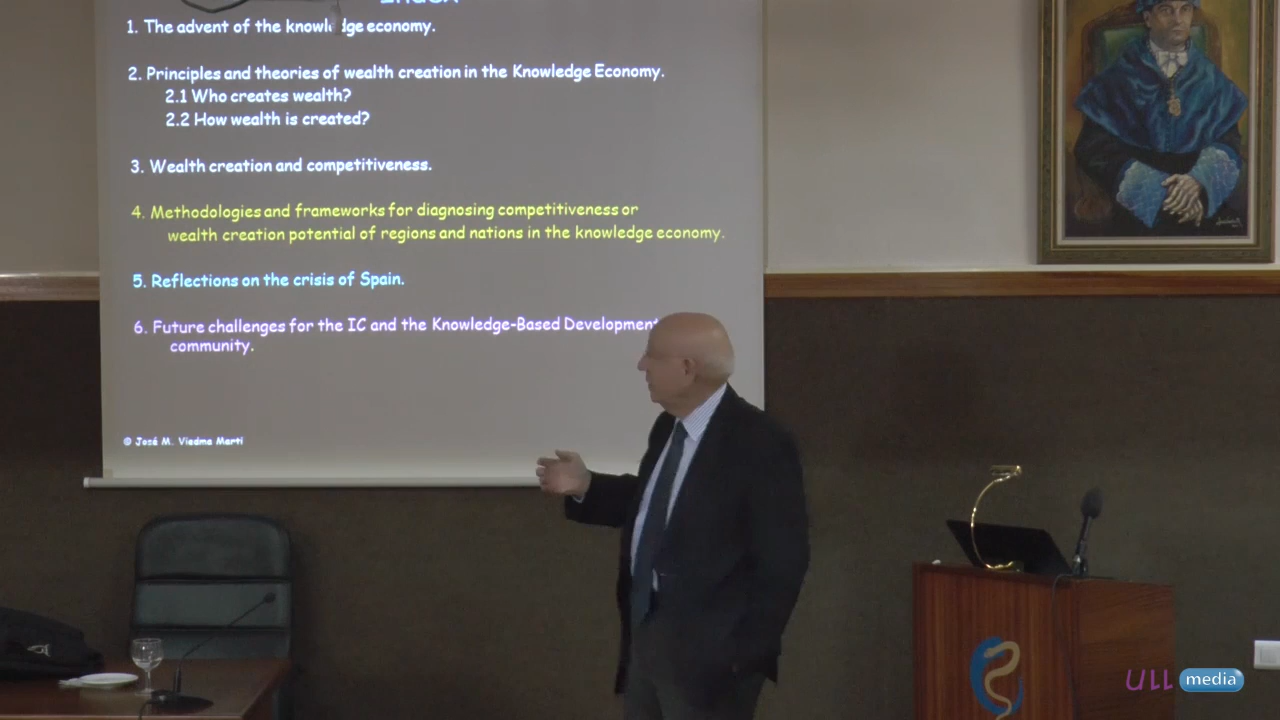 Index
1. The advent of the knowledge economy.
2. Principles and theories of wealth creation in the Knowledge Economy.
2.1 Who creates wealth?
2.2 How wealth is created?
3. Wealth creation and competitiveness.
4. Methodologies and frameworks for diagnosing competitiveness or
wealth creation potential of regions and nations in the knowledge economy.
5. Reflections on the crisis of Spain.
6. Future challenges for the IC and the Knowledge-Based Development
community.
© José M. Viedma Martí
ULL media